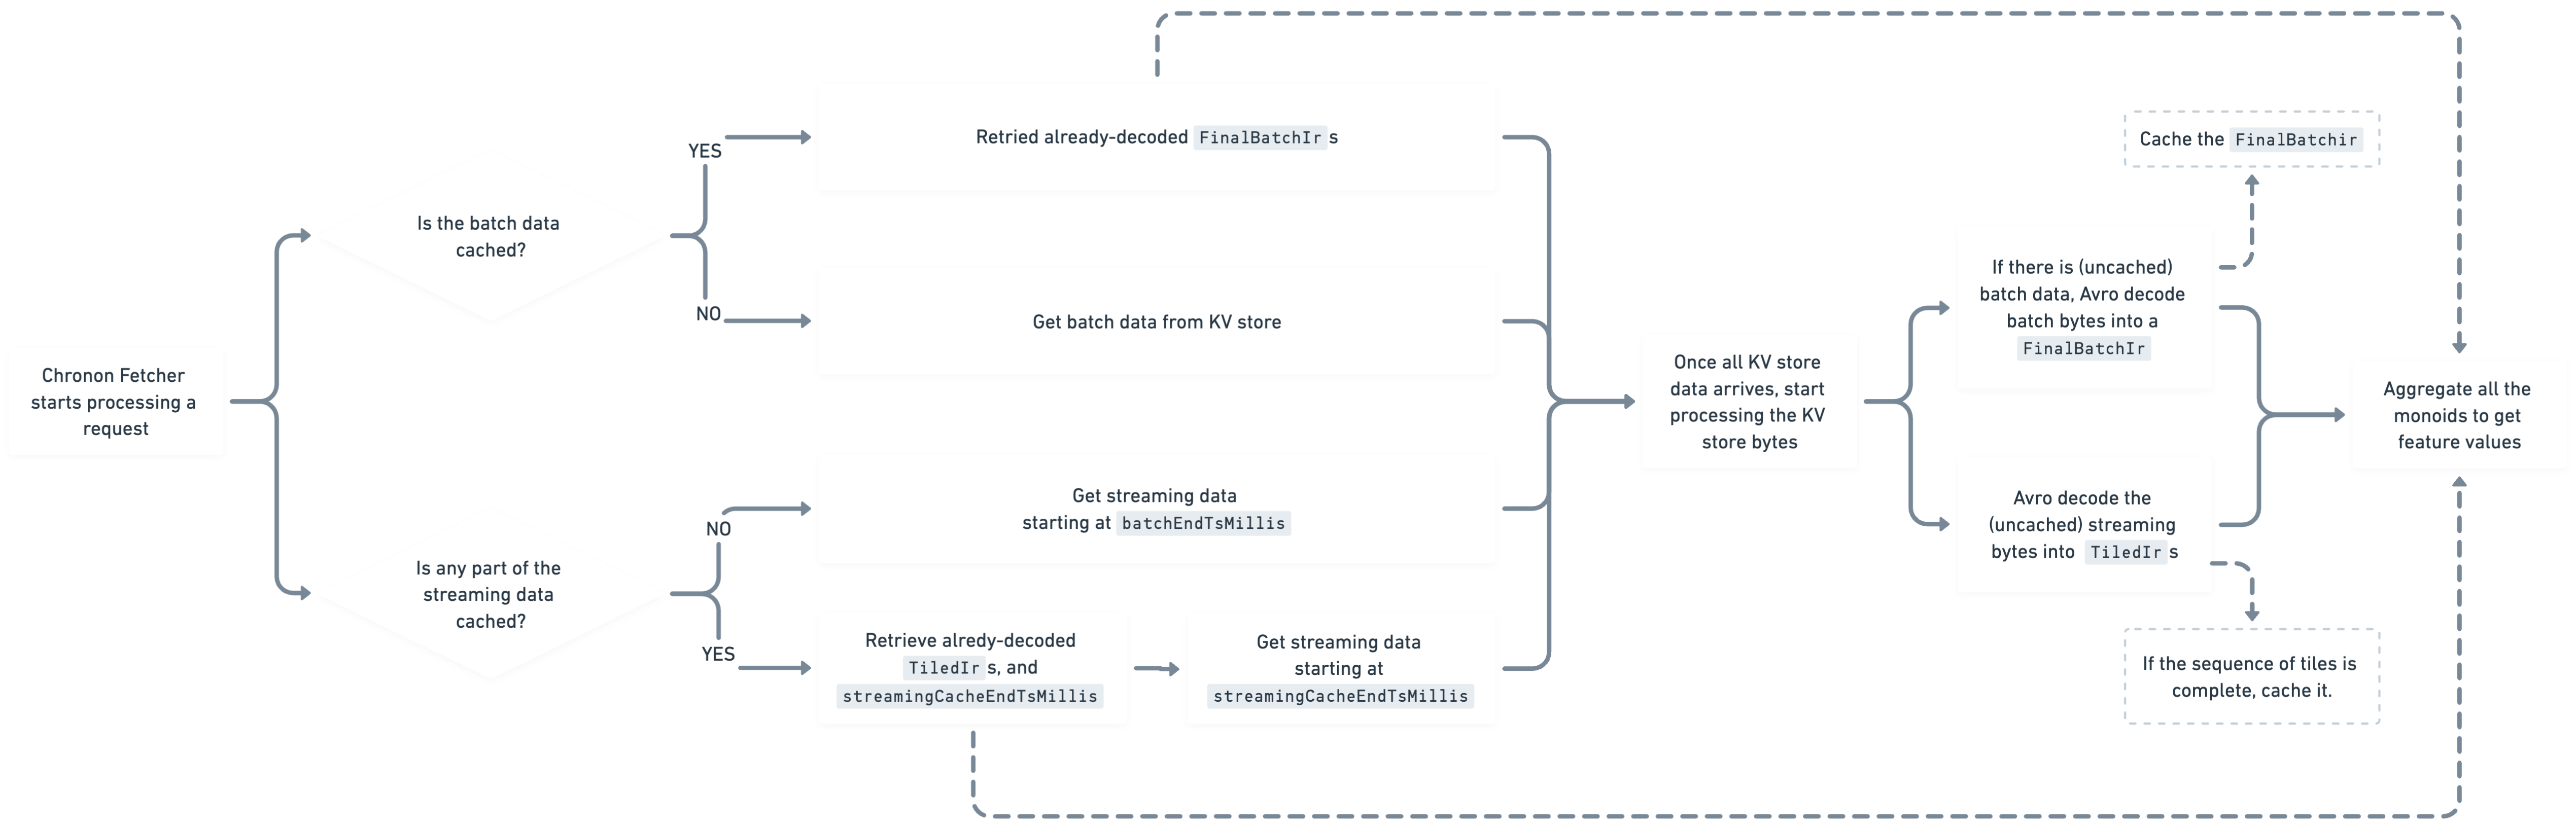 Chronon Fetcher
starts processing a
request
Is the batch data
cached?
YES
NO
Retried already-decoded FinalBatchIr s
Get batch data from KV store
Is any part of the
streaming data
cached?
NO
YES
Get streaming data
starting at batchEndTsMillis
Retrieve alredy-decoded
TiledIr s, and
streamingCacheEndTsMillis
Get streaming data
starting at
streamingCacheEndTsMillis
Once all KV store
data arrives, start
processing the KV
store bytes
Cache the FinalBatchir
If there is (uncached)
batch data, Avro decode
batch bytes into a
FinalBatchIr
Avro decode the
(uncached) streaming
bytes into TiledIr s
If the sequence of tiles is
complete, cache it.
Aggregate all the
monoids to get
feature values